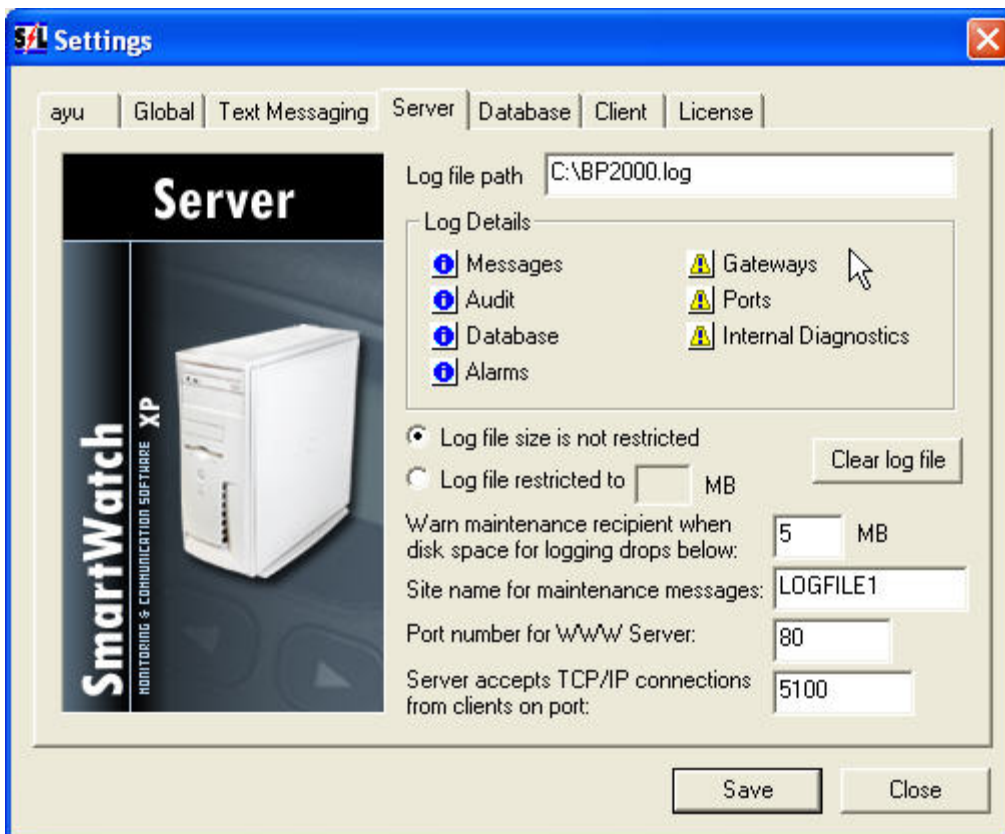 SfL Settings
ayu Global Text Messaging Server Database Client License
Server
SmartWatch XP
MONITORING & COMMUNICATION SOFTWARE
Log file path C:\BP2000.log
Log Details
Messages Gateways
Audit Ports
Database Internal Diagnostics
Alarms
Log file size is not restricted
Log file restricted to MB
Clear log file
Warn maintenance recipient when
disk space for logging drops below: 5 MB
Site name for maintenance messages: LOGFILE1
Port number for WWW Server: 80
Server accepts TCP/IP connections
from clients on port: 5100
Save Close